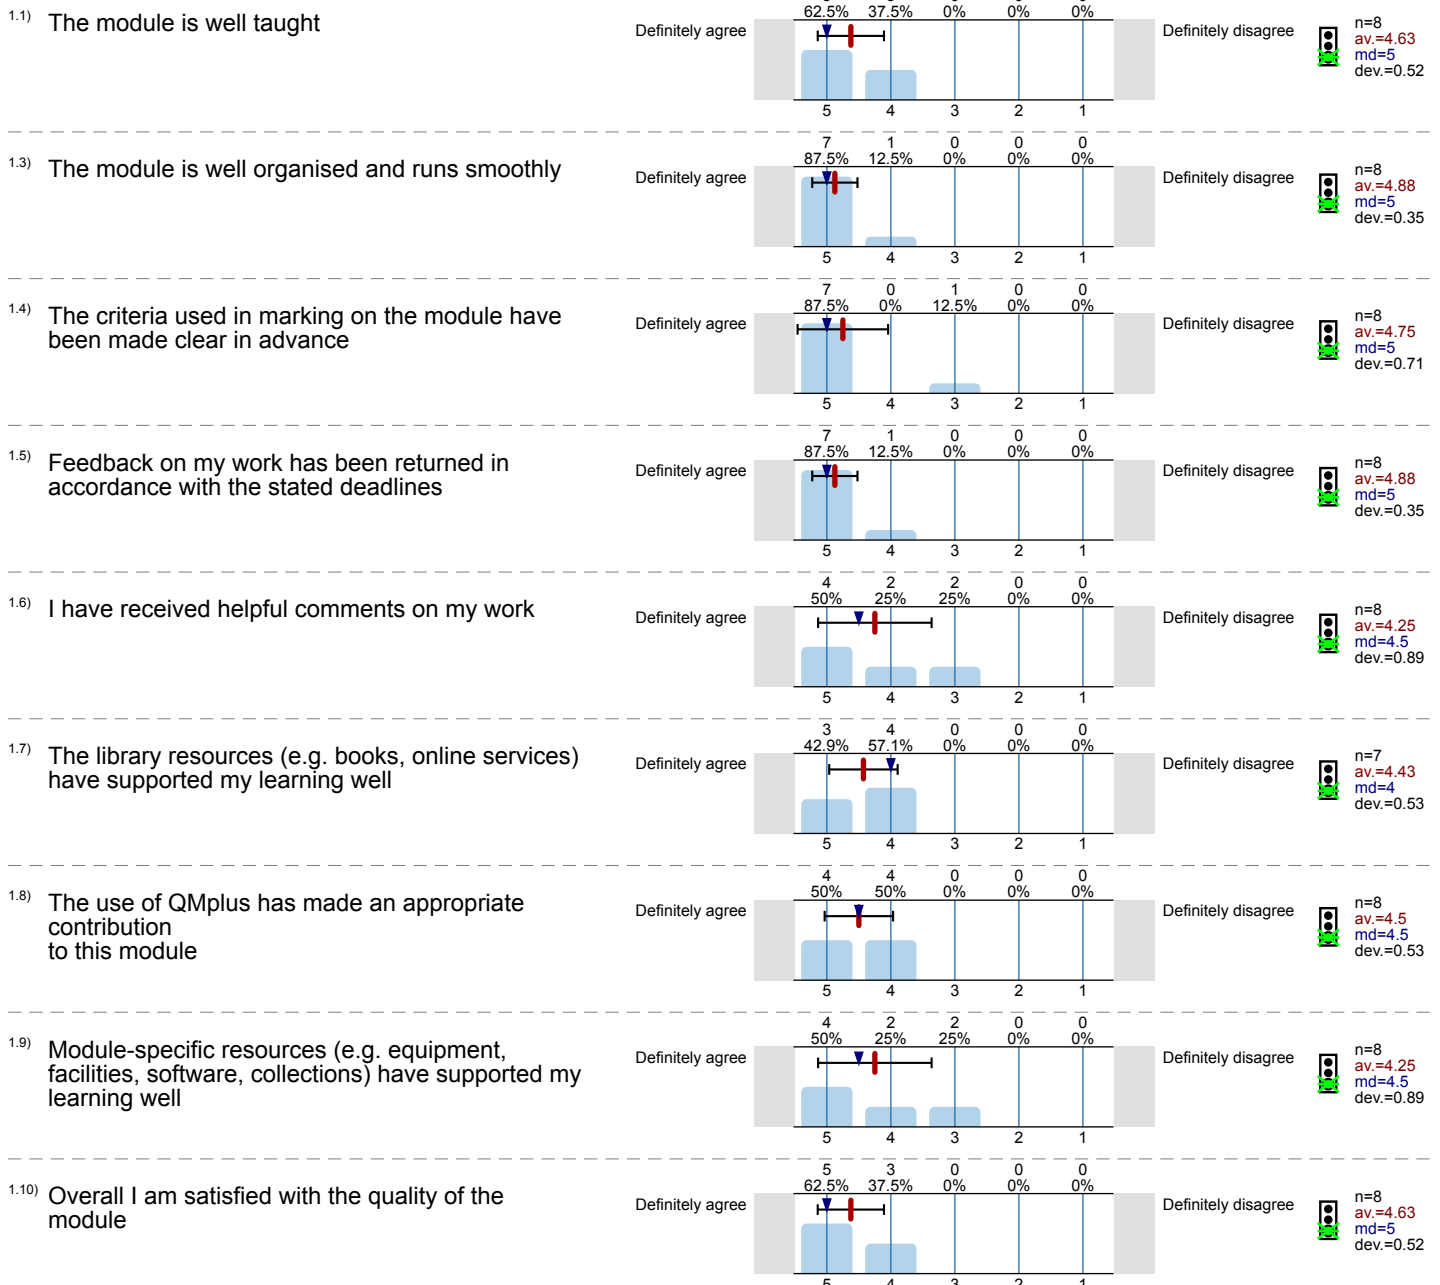 1.1) The module is well taught
62.5% 37.5% 0% 0% 0%
Definitely agree
Definitely disagree
5 4 3 2 1
n=8
av.=4.63
md=5
dev.=0.52
1.3) The module is well organised and runs smoothly
7 1 0 0 0
87.5% 12.5% 0% 0% 0%
Definitely agree
Definitely disagree
5 4 3 2 1
n=8
av.=4.88
md=5
dev.=0.35
1.4) The criteria used in marking on the module have
been made clear in advance
7 0 1 0 0
87.5% 0% 12.5% 0% 0%
Definitely agree
Definitely disagree
5 4 3 2 1
n=8
av.=4.75
md=5
dev.=0.71
1.5) Feedback on my work has been returned in
accordance with the stated deadlines
7 1 0 0 0
87.5% 12.5% 0% 0% 0%
Definitely agree
Definitely disagree
5 4 3 2 1
n=8
av.=4.88
md=5
dev.=0.35
1.6) I have received helpful comments on my work
4 2 2 0 0
50% 25% 25% 0% 0%
Definitely agree
Definitely disagree
5 4 3 2 1
n=8
av.=4.25
md=4.5
dev.=0.89
1.7) The library resources (e.g. books, online services)
have supported my learning well
3 4 0 0 0
42.9% 57.1% 0% 0% 0%
Definitely agree
Definitely disagree
5 4 3 2 1
n=7
av.=4.43
md=4
dev.=0.53
1.8) The use of QMplus has made an appropriate
contribution
to this module
4 4 0 0 0
50% 50% 0% 0% 0%
Definitely agree
Definitely disagree
5 4 3 2 1
n=8
av.=4.5
md=4.5
dev.=0.53
1.9) Module-specific resources (e.g. equipment,
facilities, software, collections) have supported my
learning well
4 2 2 0 0
50% 25% 25% 0% 0%
Definitely agree
Definitely disagree
5 4 3 2 1
n=8
av.=4.25
md=4.5
dev.=0.89
1.10) Overall I am satisfied with the quality of the
module
5 3 0 0 0
62.5% 37.5% 0% 0% 0%
Definitely agree
Definitely disagree
5 4 3 2 1
n=8
av.=4.63
md=5
dev.=0.52